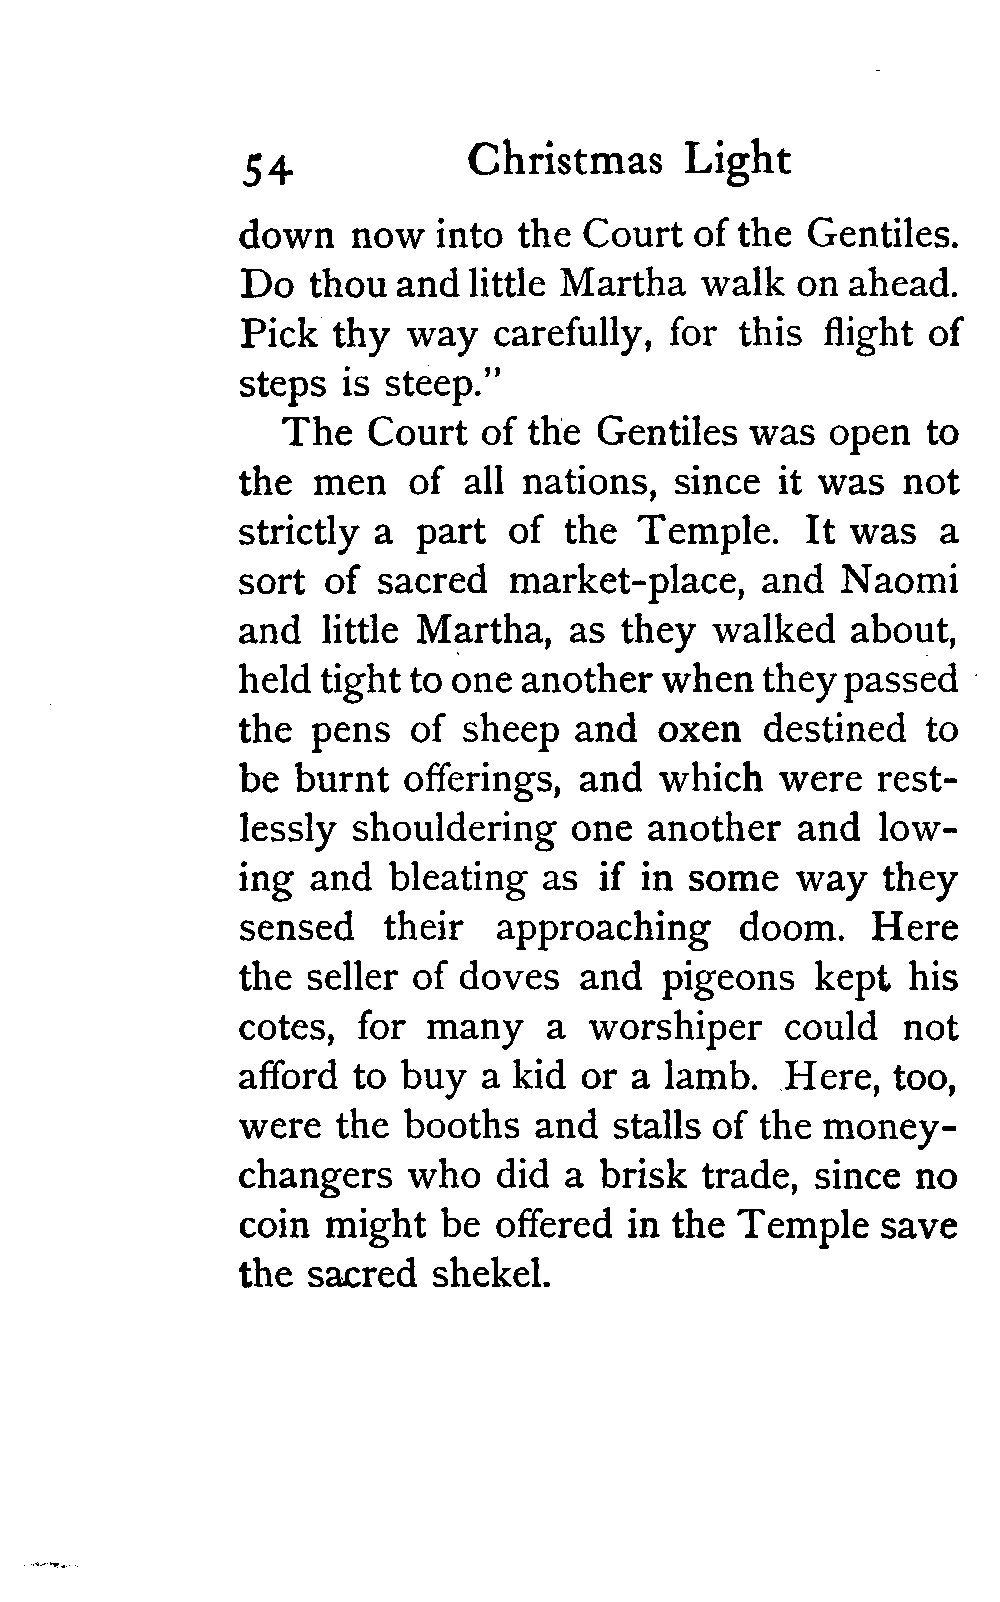 54 Christmas Light
down now into the Court of the Gentiles.
Do thou and little Martha walk on ahead.
Pick thy way carefully, for this flight of
steps is steep."
The Court of the Gentiles was open to
the men of all nations, since it was not
strictly a part of the Temple. It was a
sort of sacred market-place, and Naomi
and little Martha, as they walked about,
held tight to one another when they passed
the pens of sheep and oxen destined to
be burnt offerings, and which were rest-
lessly shouldering one another and low-
ing and bleating as if in some way they
sensed their approaching doom. Here
the seller of doves and pigeons kept his
cotes, for many a worshiper could not
afford to buy a kid or a lamb. Here, too,
were the booths and stalls of the money-
changers who did a brisk trade, since no
coin might be offered in the Temple save
the sacred shekel.